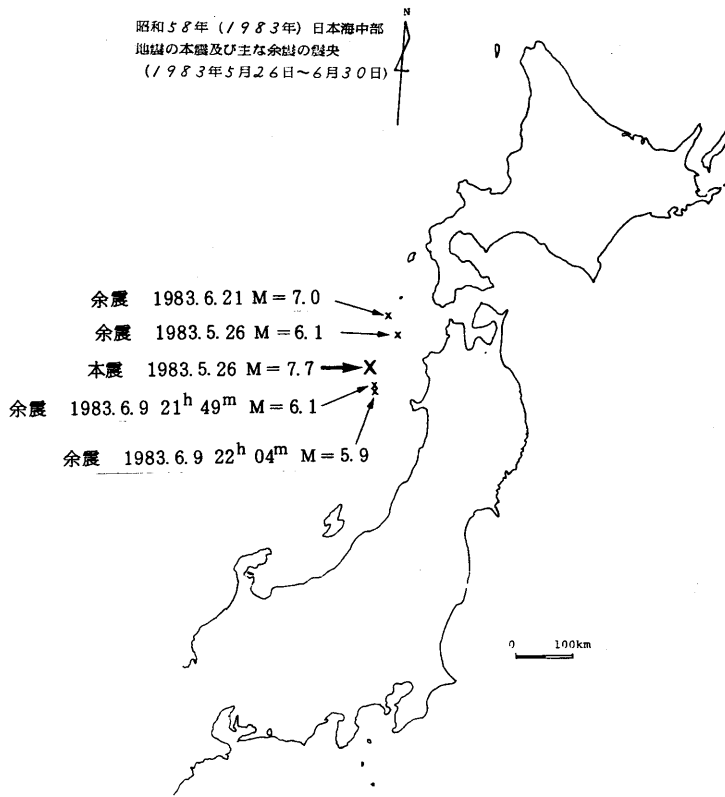 昭和58年(1983年)日本海中部
地震の本震及び主な余震の震央
(1983年5月26日~6月30日)
N
余震 1983.6.21 M=7.0
余震 1983.5.26 M=6.1
本震 1983.5.26 M=7.7
余震 1983.6.9 21h 49m M=6.1
余震 1983.6.9 22h 04m M=5.9
0 100km